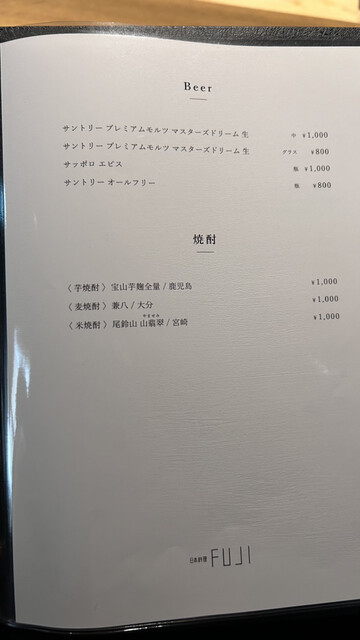 Beer
サントリー プレミアムモルツ マスターズドリーム 生 中 ¥1,000
サントリー プレミアムモルツ マスターズドリーム 生 グラス ¥800
サッポロ エビス 瓶 ¥1,000
サントリー オールフリー 瓶 ¥800
焼酎
〈 芋焼酎 〉 宝山芋麹全量 / 鹿児島 ¥1,000
〈 麦焼酎 〉 兼八 / 大分 ¥1,000
やません
〈 米焼酎 〉 尾鈴山 山翡翠 / 宮崎 ¥1,000
日本料理 FUJI